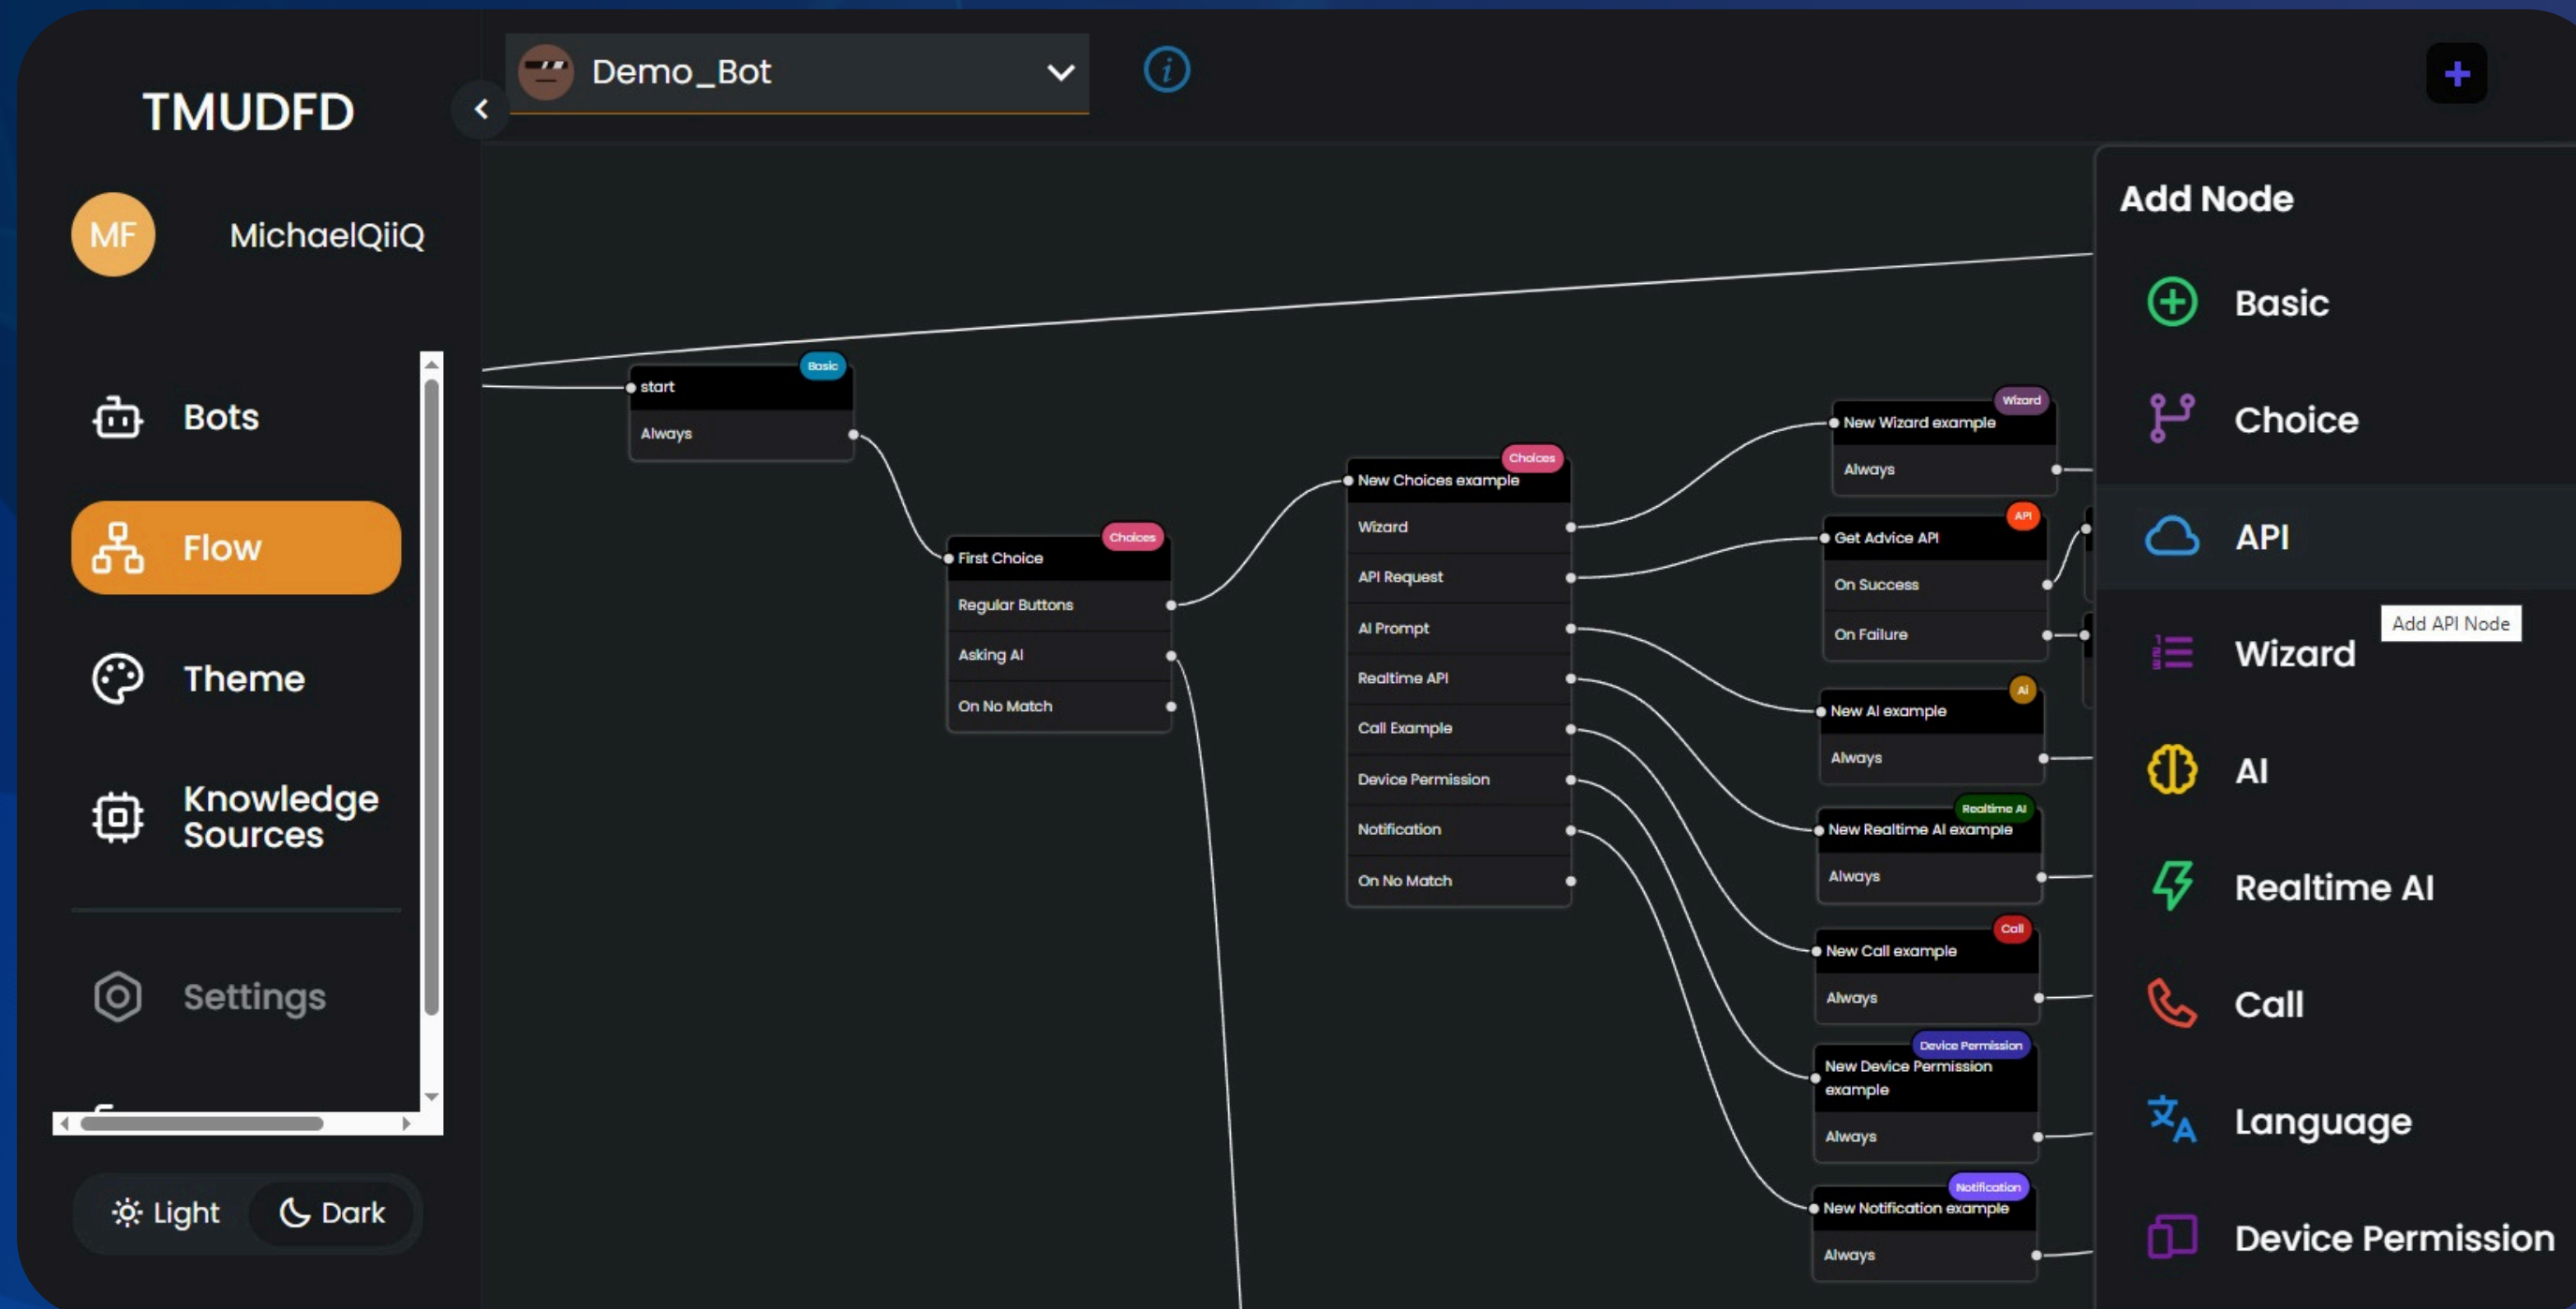 TMUDFD
MF
MichaelQiiQ
Bots
Flow
Theme
Knowledge
Sources
Settings
Light
Dark
Demo_Bot
i
Basic
start
Always
Choices
First Choice
Regular Buttons
Asking AI
On No Match
Choices
New Choices example
Wizard
API Request
AI Prompt
Realtime API
Call Example
Device Permission
Notification
On No Match
Wizard
New Wizard example
Always
API
Get Advice API
On Success
On Failure
Ai
New AI example
Always
Realtime AI
New Realtime AI example
Always
Call
New Call example
Always
Device Permission
New Device Permission
example
Always
Notification
New Notification example
Always
Add Node
Basic
Choice
API
Add API Node
Wizard
AI
Realtime AI
Call
Language
Device Permission